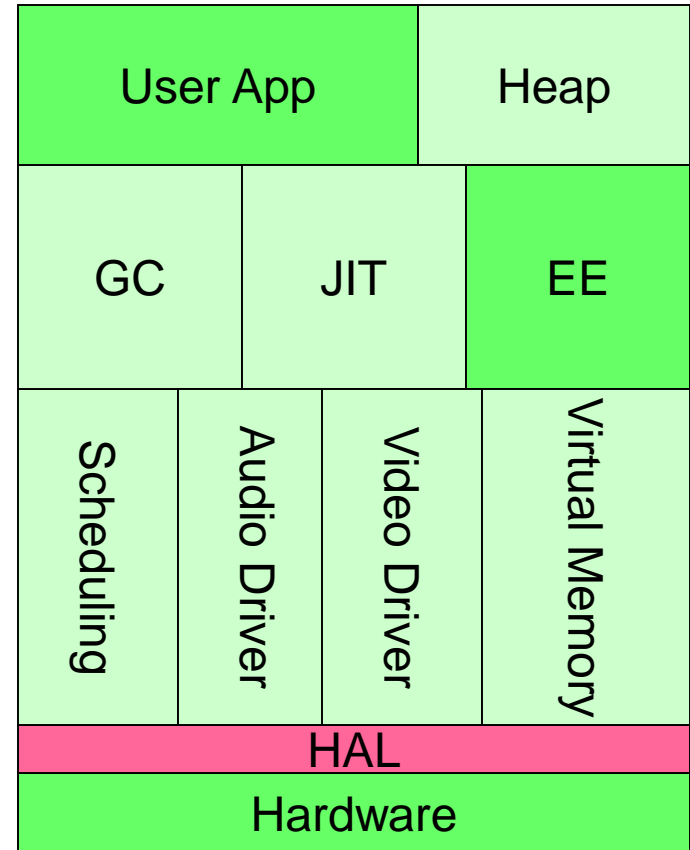 User App
Heap
GC
JIT
EE
Scheduling
Audio Driver
Video Driver
Virtual Memory
HAL
Hardware